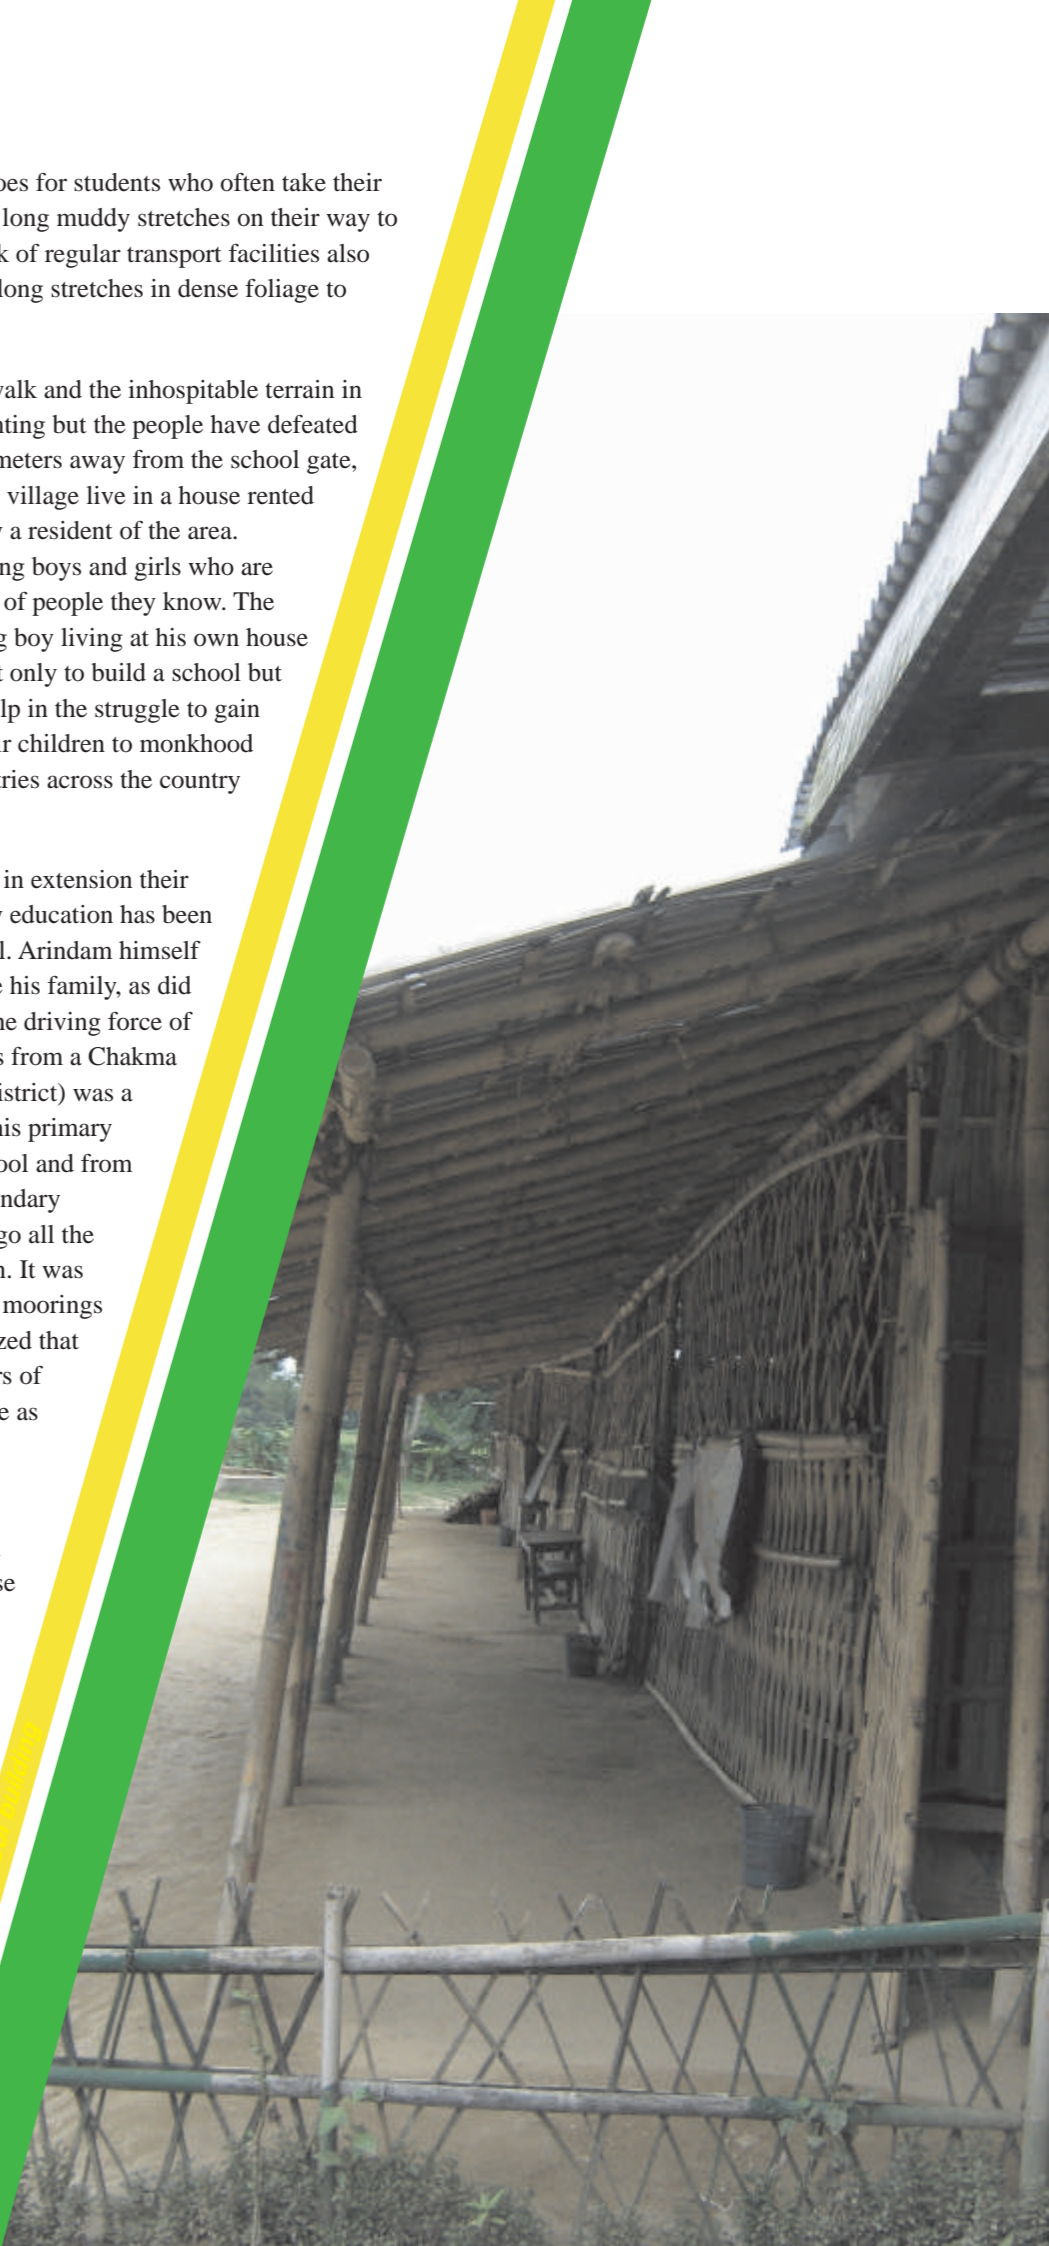 oes for students who often take their
long muddy stretches on their way to
k of regular transport facilities also
long stretches in dense foliage to
valk and the inhospitable terrain in
nting but the people have defeated
meters away from the school gate,
village live in a house rented
y a resident of the area.
ng boys and girls who are
of people they know. The
g boy living at his own house
t only to build a school but
lp in the struggle to gain
ir children to monkhood
tries across the country
in extension their
y education has been
l. Arindam himself
e his family, as did
he driving force of
s from a Chakma
istrict) was a
his primary
ool and from
ndary
go all the
n. It was
moorings
zed that
rs of
e as
se
building